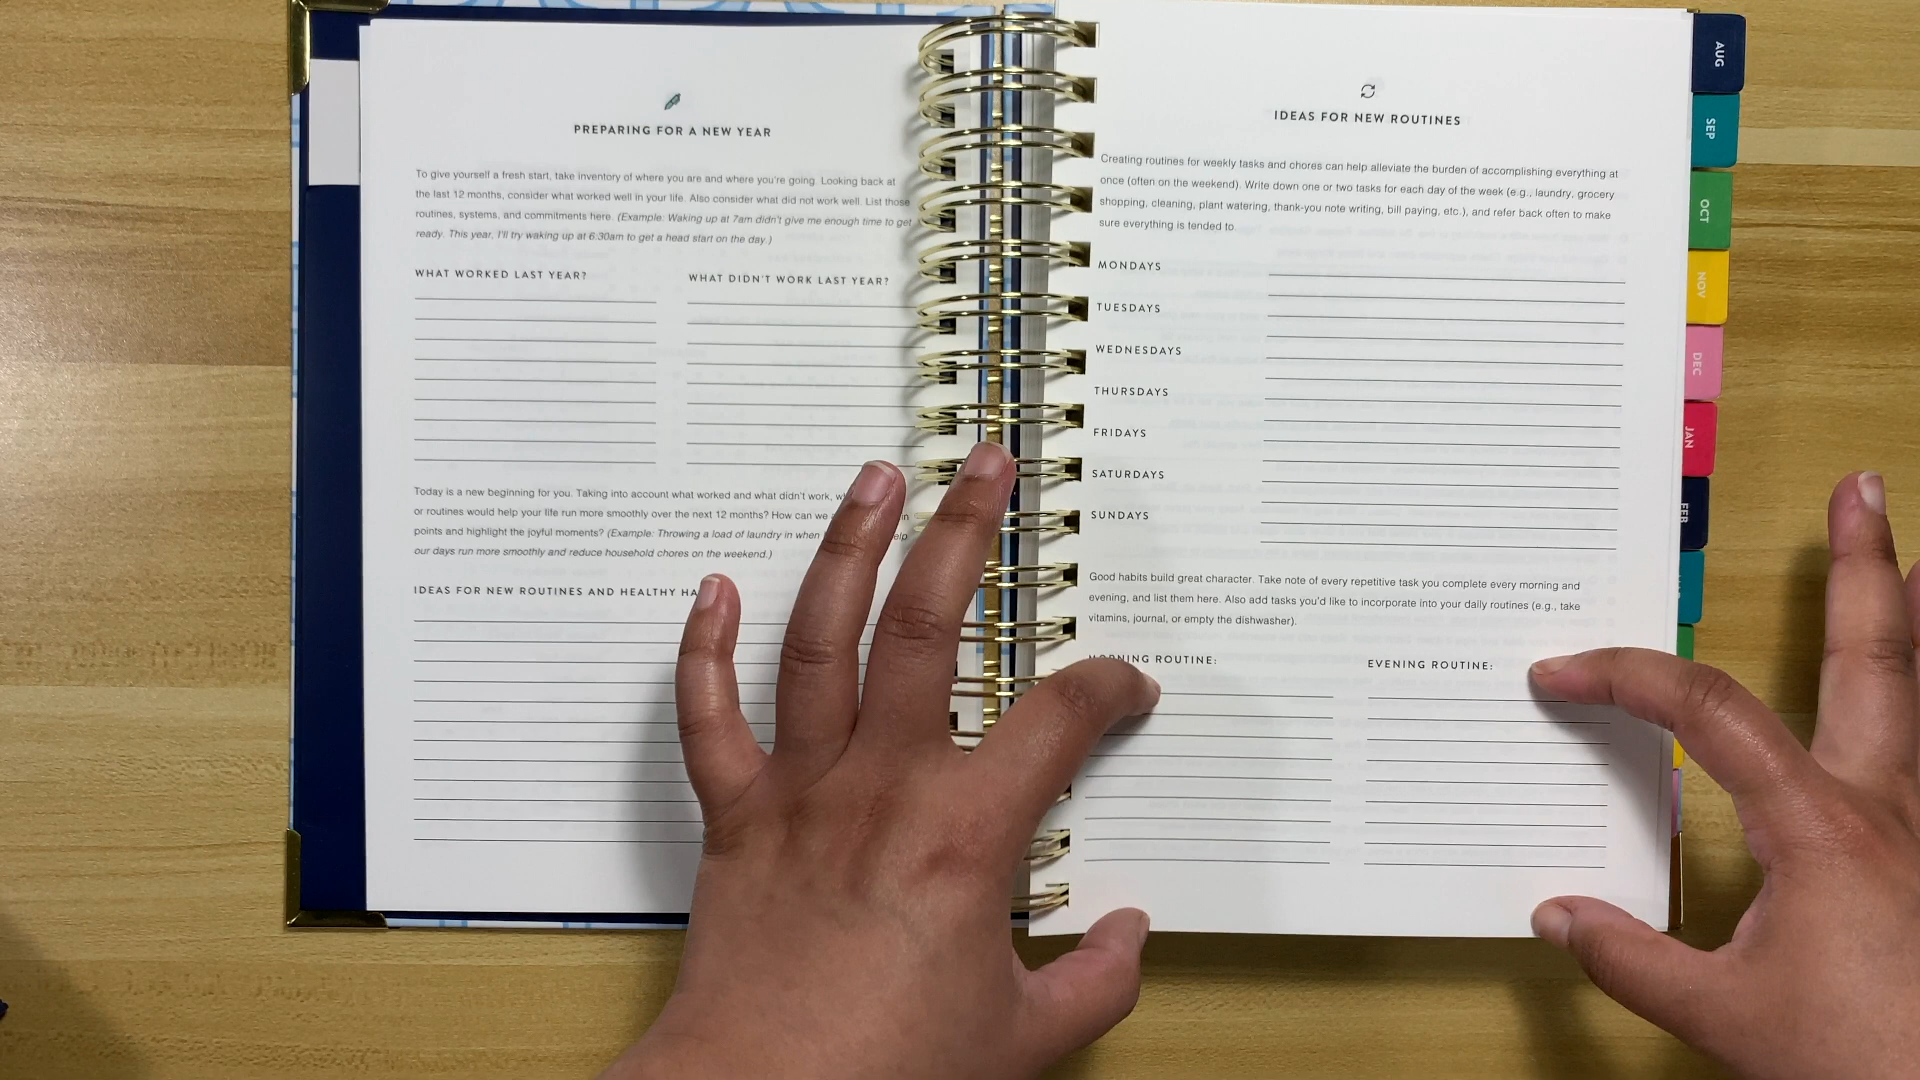 PREPARING FOR A NEW YEAR
To give yourself a fresh start, take inventory of where you are and where you're going. Looking back at
the last 12 months, consider what worked well in your life. Also consider what did not work well. List those
routines, systems, and commitments here. (Example: Waking up at 7am didn't give me enough time to get
ready. This year, I'll try waking up at 6:30am to get a head start on the day.)
WHAT WORKED LAST YEAR?
WHAT DIDN'T WORK LAST YEAR?
Today is a new beginning for you. Taking into account what worked and what didn't work,
or routines would help your life run more smoothly over the next 12 months? How can we
points and highlight the joyful moments? (Example: Throwing a load of laundry in when
our days run more smoothly and reduce household chores on the weekend.)
IDEAS FOR NEW ROUTINES AND HEALTHY
IDEAS FOR NEW ROUTINES
Creating routines for weekly tasks and chores can help alleviate the burden of accomplishing everything at
once (often on the weekend). Write down one or two tasks for each day of the week (e.g., laundry, grocery
shopping, cleaning, plant watering, thank-you note writing, bill paying, etc.), and refer back often to make
sure everything is tended to.
MONDAYS
TUESDAYS
WEDNESDAYS
THURSDAYS
FRIDAYS
SATURDAYS
SUNDAYS
Good habits build great character. Take note of every repetitive task you complete every morning and
evening, and list them here. Also add tasks you'd like to incorporate into your daily routines (e.g., take
vitamins, journal, or empty the dishwasher).
MORNING ROUTINE:
EVENING ROUTINE:
AUG
SEP
OCT
NOV
DEC
JAN
FEB